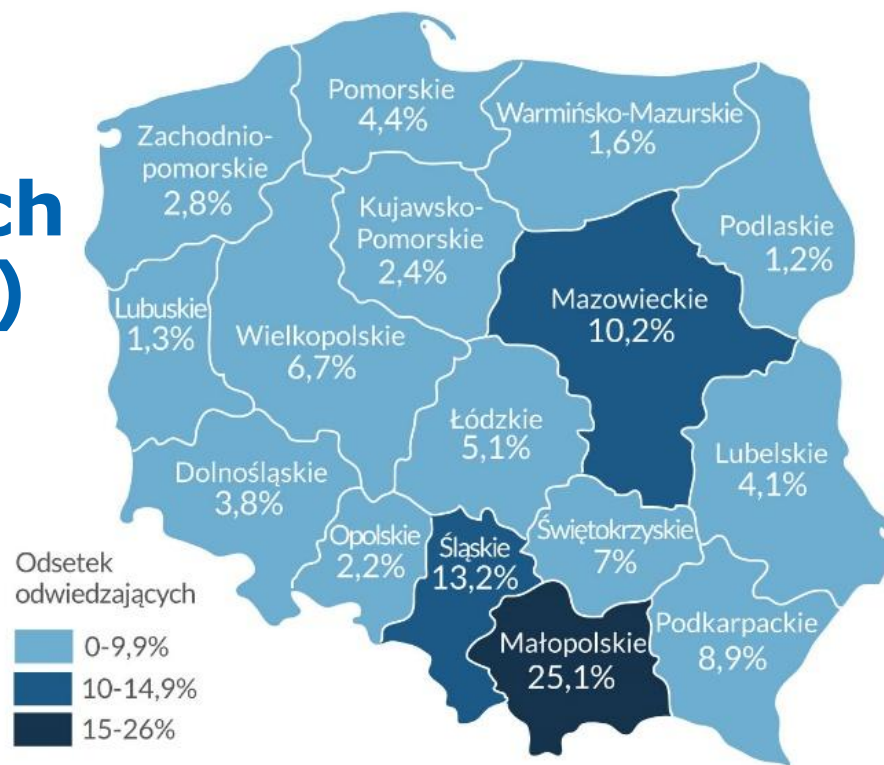 ch
)
Pomorskie
4,4%
Warmińsko-Mazurskie
1,6%
Zachodnio-
pomorskie
2,8%
Kujawsko-
Pomorskie
2,4%
Podlaskie
1,2%
Mazowieckie
10,2%
Lubuskie
1,3%
Wielkopolskie
6,7%
Łódzkie
5,1%
Lubelskie
4,1%
Dolnośląskie
3,8%
Opolskie
2,2%
Śląskie
13,2%
Świętokrzyskie
7%
Małopolskie
25,1%
Podkarpackie
8,9%
Odsetek
odwiedzających
0-9,9%
10-14,9%
15-26%